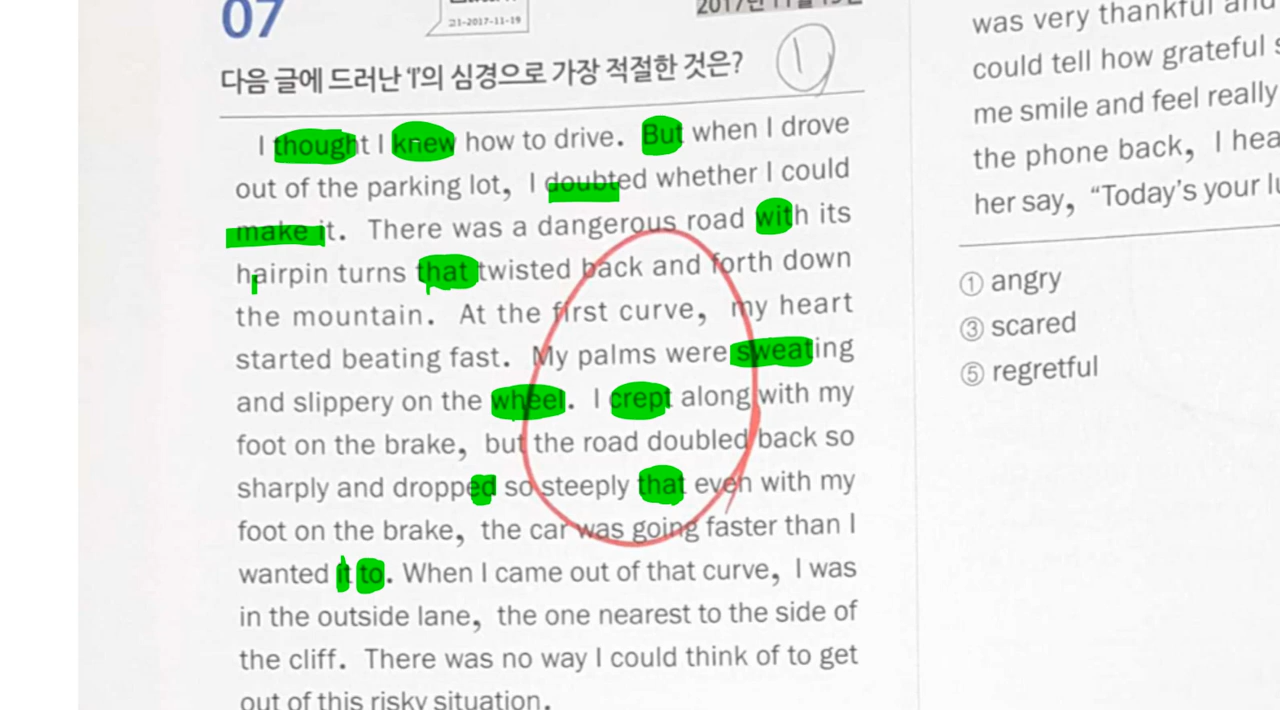 07
21-2017-11-19
다음 글에 드러난 'I'의 심경으로 가장 적절한 것은?
1
I thought I knew how to drive. But when I drove
out of the parking lot, I doubted whether I could
make it. There was a dangerous road with its
hairpin turns that twisted back and forth down
the mountain. At the first curve, my heart
started beating fast. My palms were sweating
and slippery on the wheel. I crept along with my
foot on the brake, but the road doubled back so
sharply and dropped so steeply that even with my
foot on the brake, the car was going faster than I
wanted it to. When I came out of that curve, I was
in the outside lane, the one nearest to the side of
the cliff. There was no way I could think of to get
out of this risky situation.
was very thankful and
could tell how grateful
me smile and feel really
the phone back, I hea
her say, “Today's your lu
① angry
③ scared
⑤ regretful